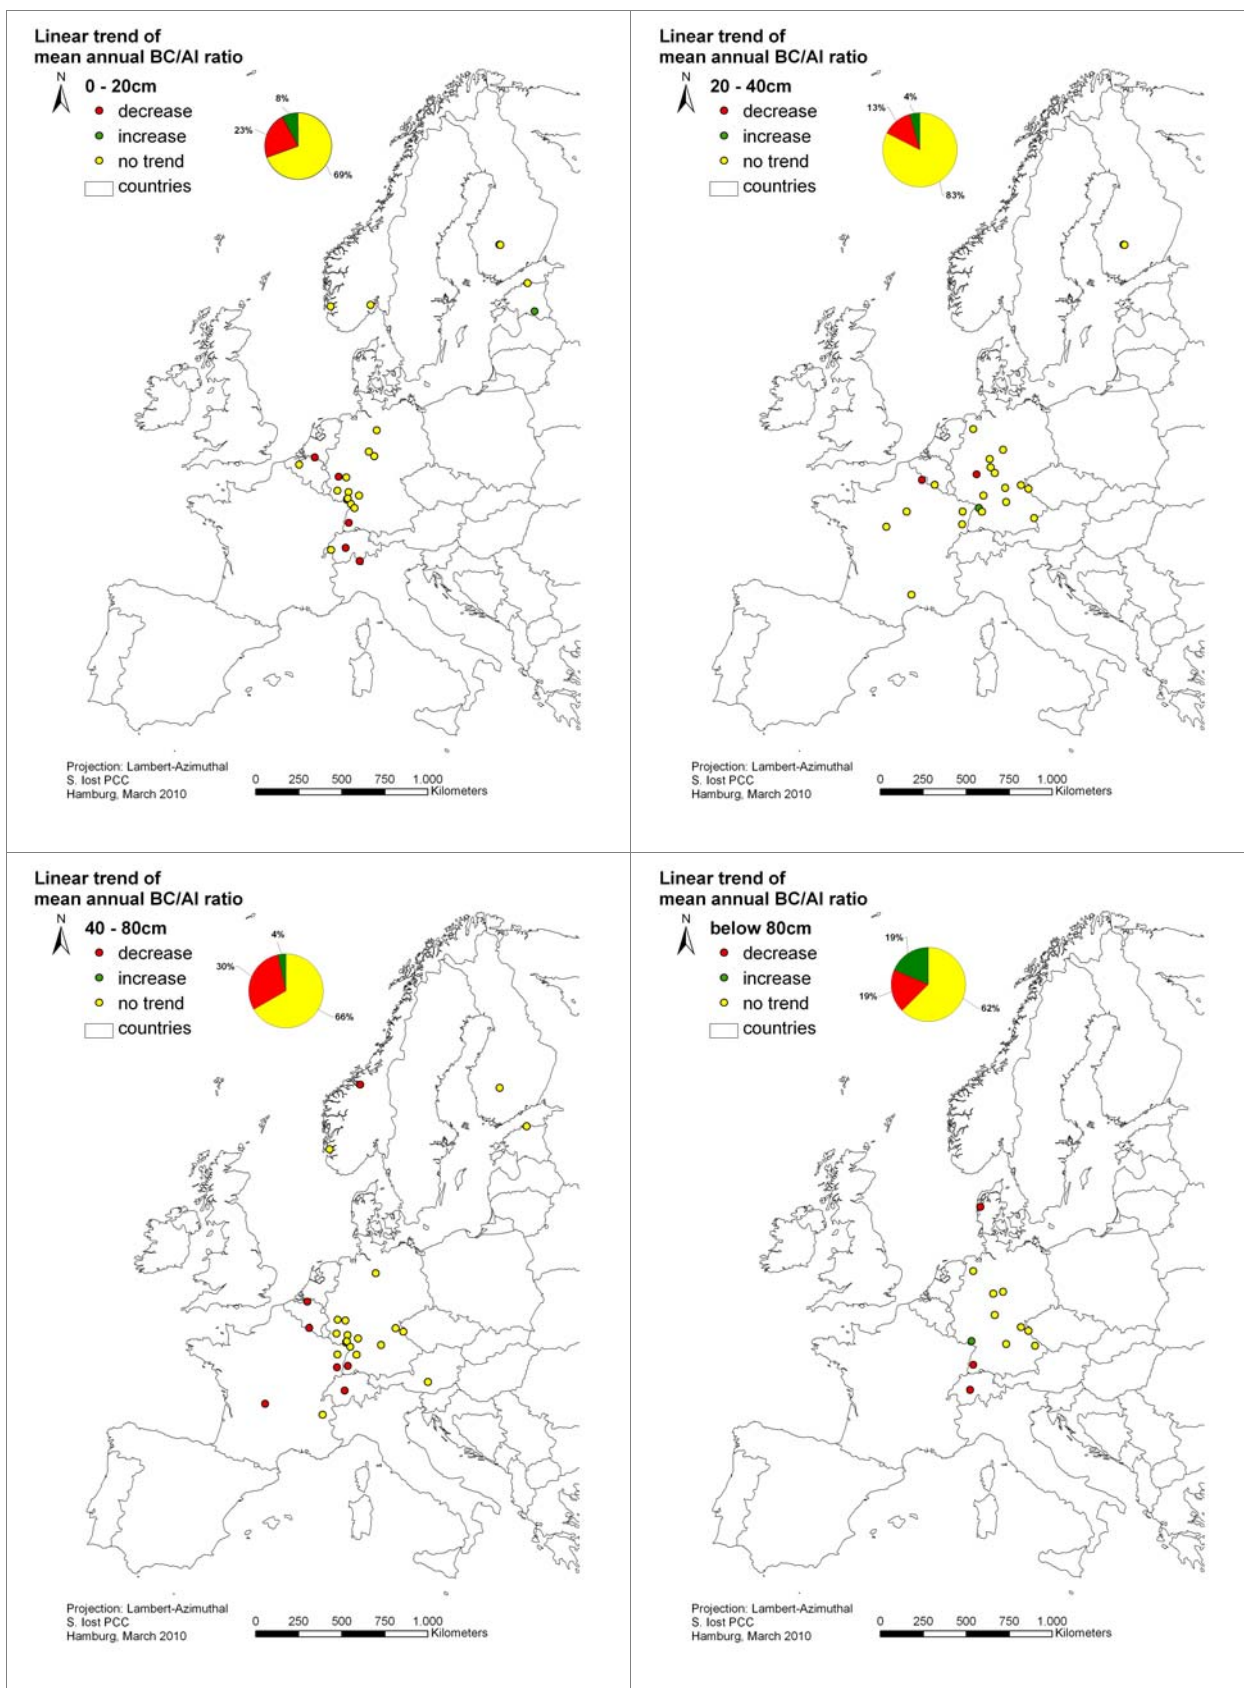 Linear trend of
mean annual BC/Al ratio
N
0 - 20cm
decrease
increase
no trend
countries
8%
23%
69%
Projection: Lambert-Azimuthal
S. Iost PCC
Hamburg, March 2010
0 250 500 750 1.000
Kilometers
Linear trend of
mean annual BC/Al ratio
N
20 - 40cm
decrease
increase
no trend
countries
4%
13%
83%
Projection: Lambert-Azimuthal
S. Iost PCC
Hamburg, March 2010
0 250 500 750 1.000
Kilometers
Linear trend of
mean annual BC/Al ratio
N
40 - 80cm
decrease
increase
no trend
countries
4%
30%
66%
Projection: Lambert-Azimuthal
S. Iost PCC
Hamburg, March 2010
0 250 500 750 1.000
Kilometers
Linear trend of
mean annual BC/Al ratio
N
below 80cm
decrease
increase
no trend
countries
19%
19%
62%
Projection: Lambert-Azimuthal
S. Iost PCC
Hamburg, March 2010
0 250 500 750 1.000
Kilometers